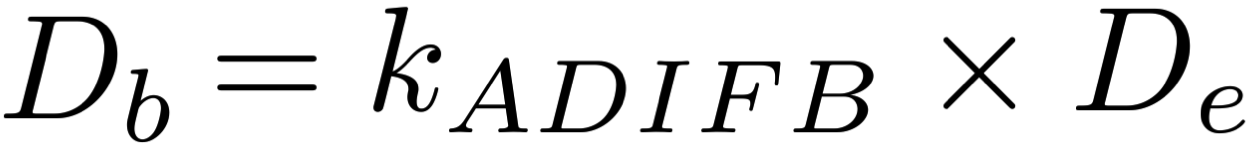 D_b = k_{ADIFB} × D_e